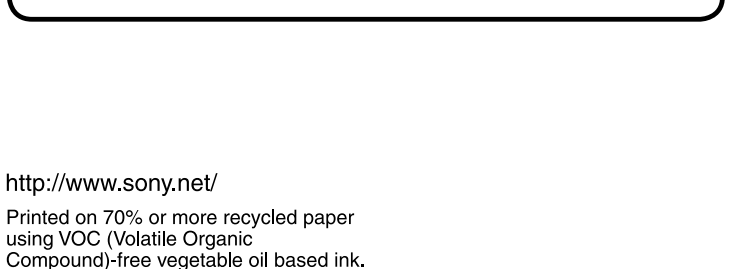 http://www.sony.net/
Printed on 70% or more recycled paper
using VOC (Volatile Organic
Compound)-free vegetable oil based ink.